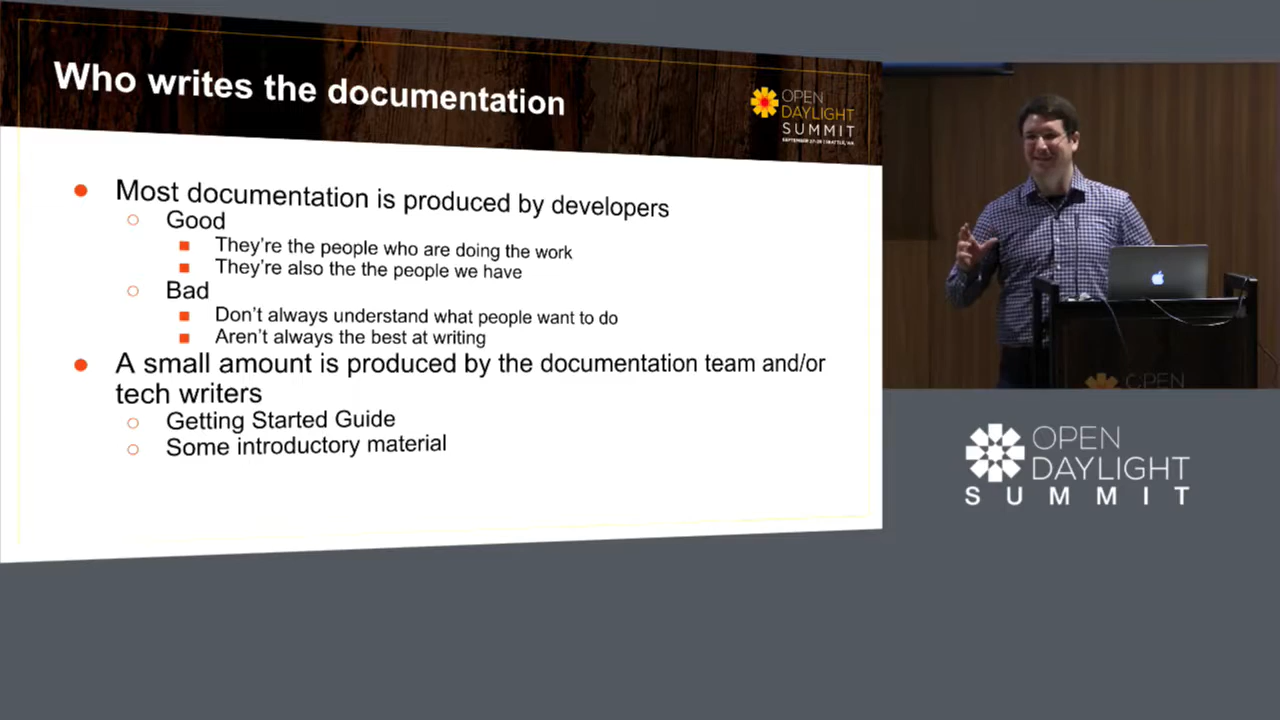 Who writes the documentation
OPEN
DAYLIGHT
SUMMIT
Most documentation is produced by developers
Good
They're the people who are doing the work
They're also the the people we have
Bad
Don't always understand what people want to do
Aren't always the best at writing
A small amount is produced by the documentation team and/or
tech writers
Getting Started Guide
Some introductory material
OPEN
OPEN
DAYLIGHT
SUMMIT